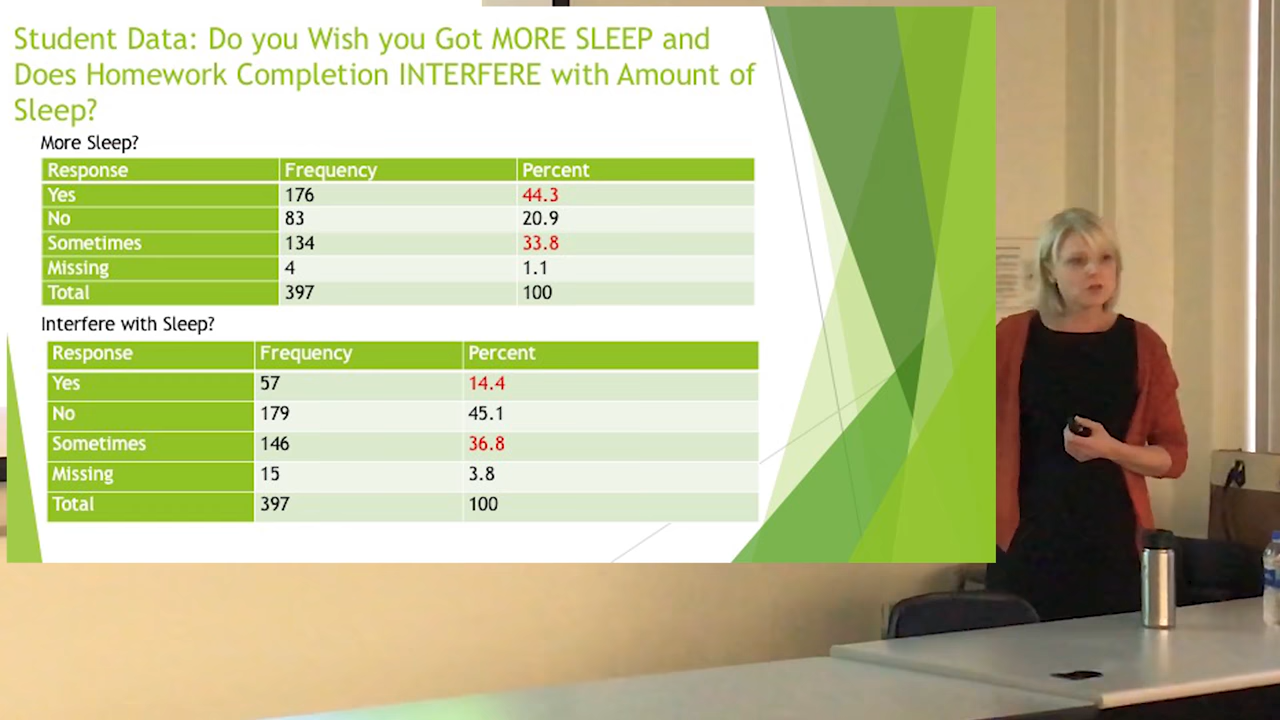 Student Data: Do you Wish you Got MORE SLEEP and
Does Homework Completion INTERFERE with Amount of
Sleep?
More Sleep?
Response Frequency Percent
Yes 176 44.3
No 83 20.9
Sometimes 134 33.8
Missing 4 1.1
Total 397 100
Interfere with Sleep?
Response Frequency Percent
Yes 57 14.4
No 179 45.1
Sometimes 146 36.8
Missing 15 3.8
Total 397 100